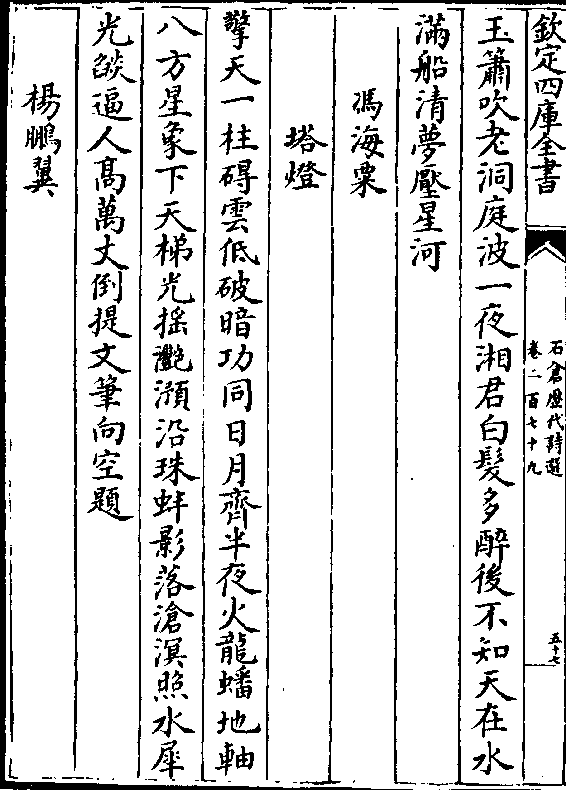 欽定四庫全書
石倉歷代詩選
卷二百七十九
五十七
玉簫吹老洞庭波一夜湘君白髮多醉後不知天在水
滿船清夢壓星河
馮海粟
塔燈
擎天一柱碍雲低破暗功同日月齊半夜火龍蟠地軸
八方星象下天梯光揺灔澦沿珠蚌影落滄溟照水犀
光燄逼人髙萬丈倒提文筆向空題
楊鵬翼